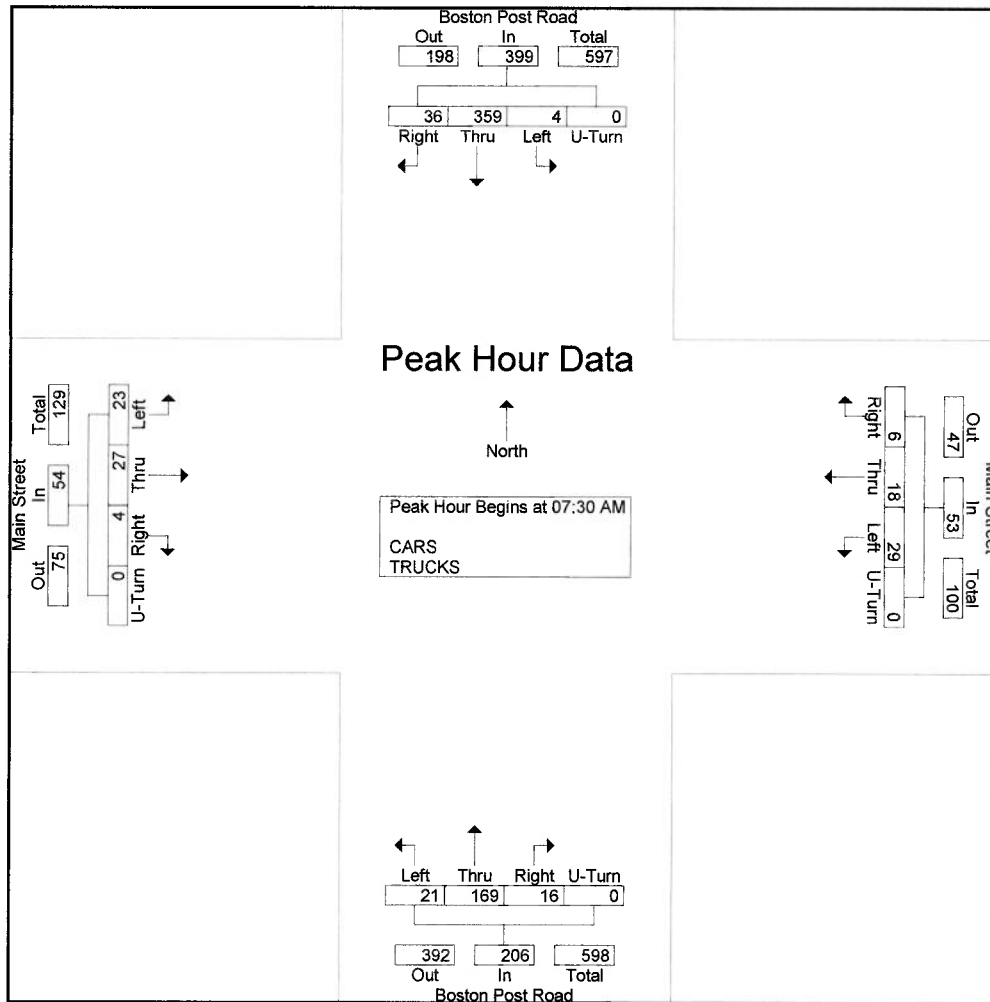 Boston Post Road
Out In Total
198 399 597
36 359 4 0
Right Thru Left U-Turn
Peak Hour Data
North
Peak Hour Begins at 07:30 AM
CARS
TRUCKS
Main Street
Total In Out
129 54 75
23 27 4 0
Left Thru Right U-Turn
Right Thru Left U-Turn
6 18 29 0
Out In Total
47 53 100
Main Street
Left Thru Right U-Turn
21 169 16 0
392 206 598
Out In Total
Boston Post Road